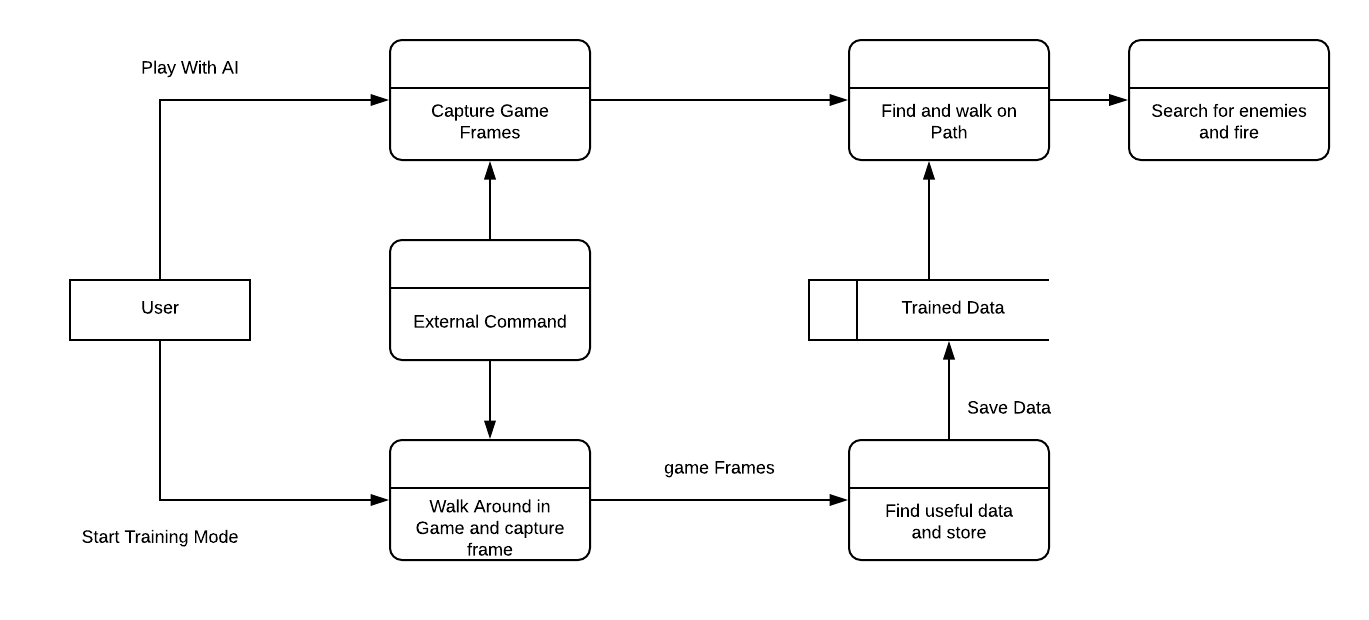 Play With AI
Capture Game
Frames
Find and walk on
Path
Search for enemies
and fire
User
External Command
Trained Data
Save Data
game Frames
Start Training Mode
Walk Around in
Game and capture
frame
Find useful data
and store